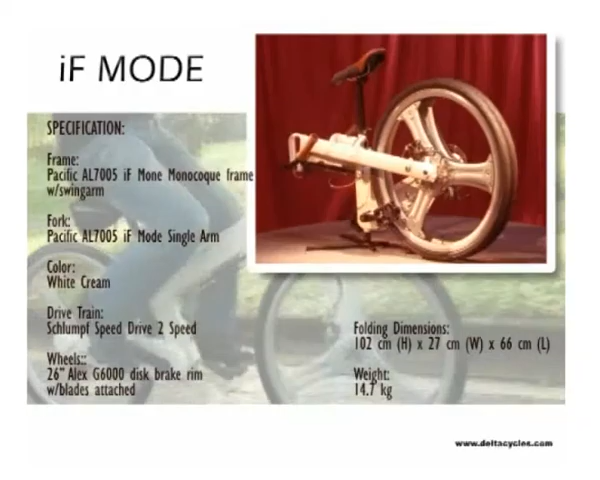 iF MODE
SPECIFICATION:
Frame:
Pacific AL7005 iF Mone Monocoque frame
w/swingarm
Fork:
Pacific AL7005 iF Mode Single Arm
Color:
White Cream
Drive Train:
Schlumpf Speed Drive 2 Speed
Wheels::
26" Alex G6000 disk brake rim
w/blades attached
Folding Dimensions:
102 cm (H) x 27 cm (W) x 66 cm (L)
Weight:
14.7 kg
www.deltacycles.com